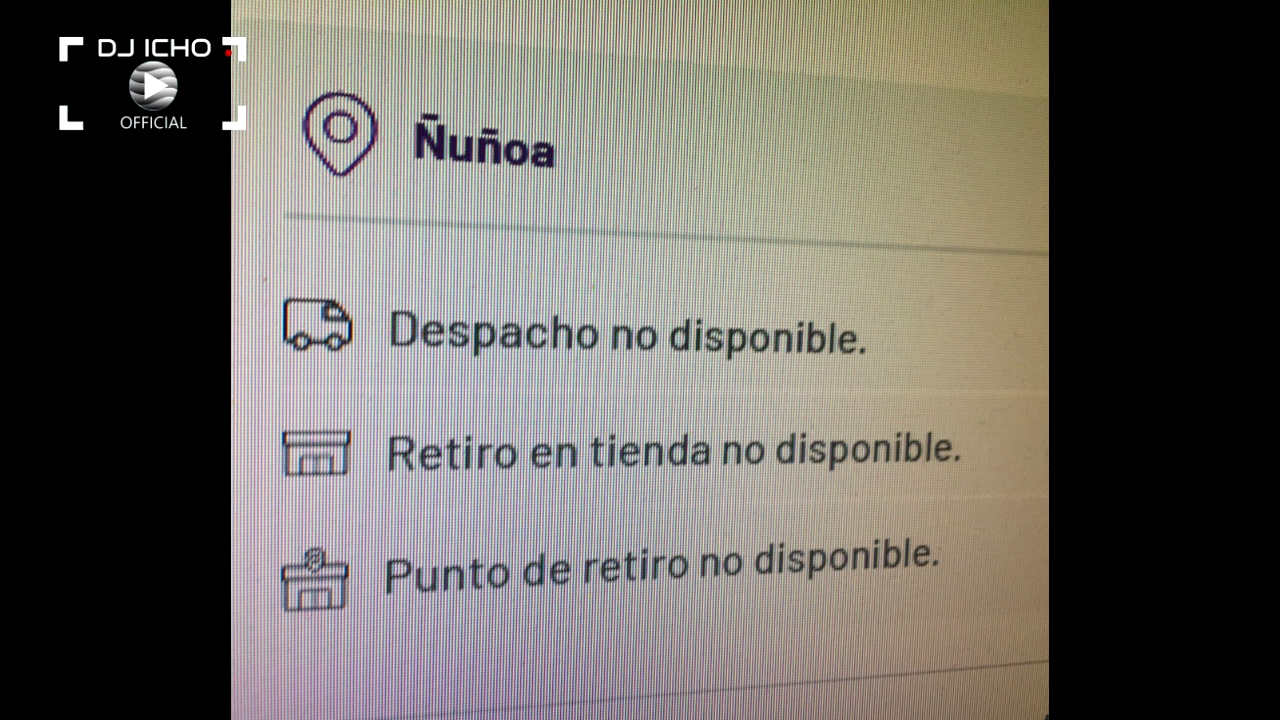 DJ ICHO
OFFICIAL
Ñuñoa
Despacho no disponible.
Retiro en tienda no disponible.
Punto de retiro no disponible.